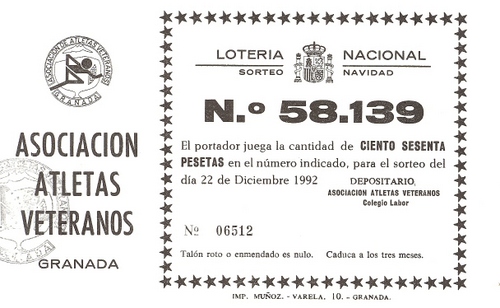 ASOCIACION DE ATLETAS VETERANOS
GRANADA
ASOCIACION
ATLETAS
VETERANOS
GRANADA
LOTERIA NACIONAL
SORTEO NAVIDAD
N.º 58.139
El portador juega la cantidad de CIENTO SESENTA
PESETAS en el número indicado, para el sorteo del
día 22 de Diciembre 1992
DEPOSITARIO,
ASOCIACION ATLETAS VETERANOS
Colegio Labor
Nº 06512
Talón roto o enmendado es nulo. Caduca a los tres meses.
IMP. MUÑOZ. - VARELA, 10. - GRANADA.